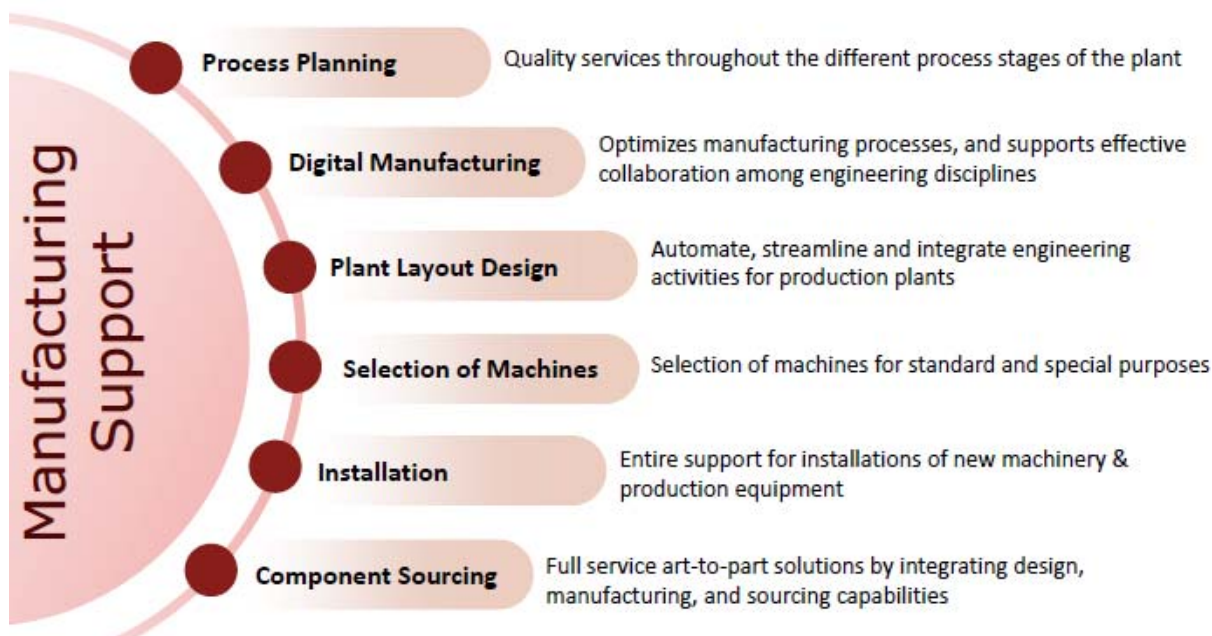 Manufacturing
Support
Process Planning
Quality services throughout the different process stages of the plant
Digital Manufacturing
Optimizes manufacturing processes, and supports effective
collaboration among engineering disciplines
Plant Layout Design
Automate, streamline and integrate engineering
activities for production plants
Selection of Machines
Selection of machines for standard and special purposes
Installation
Entire support for installations of new machinery &
production equipment
Component Sourcing
Full service art-to-part solutions by integrating design,
manufacturing, and sourcing capabilities